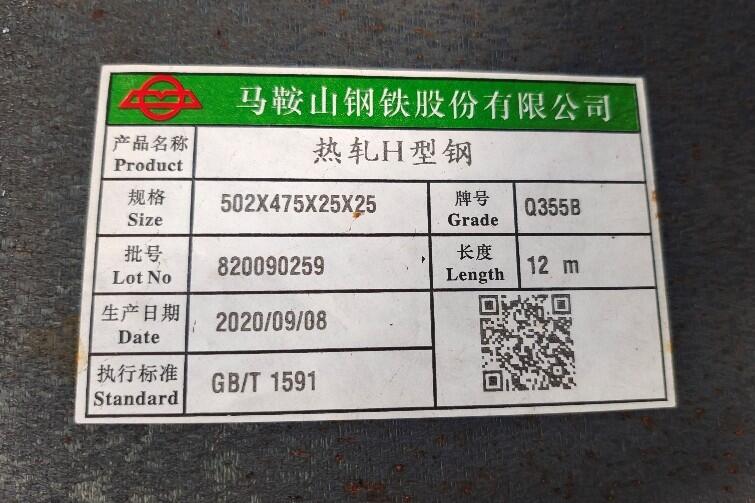 马鞍山钢铁股份有限公司
产品名称 热轧H型钢
Product
规格 502X475X25X25 牌号 Q355B
Size Grade
批号 820090259 长度 12 m
Lot No Length
生产日期 2020/09/08
Date
执行标准 GB/T 1591
Standard